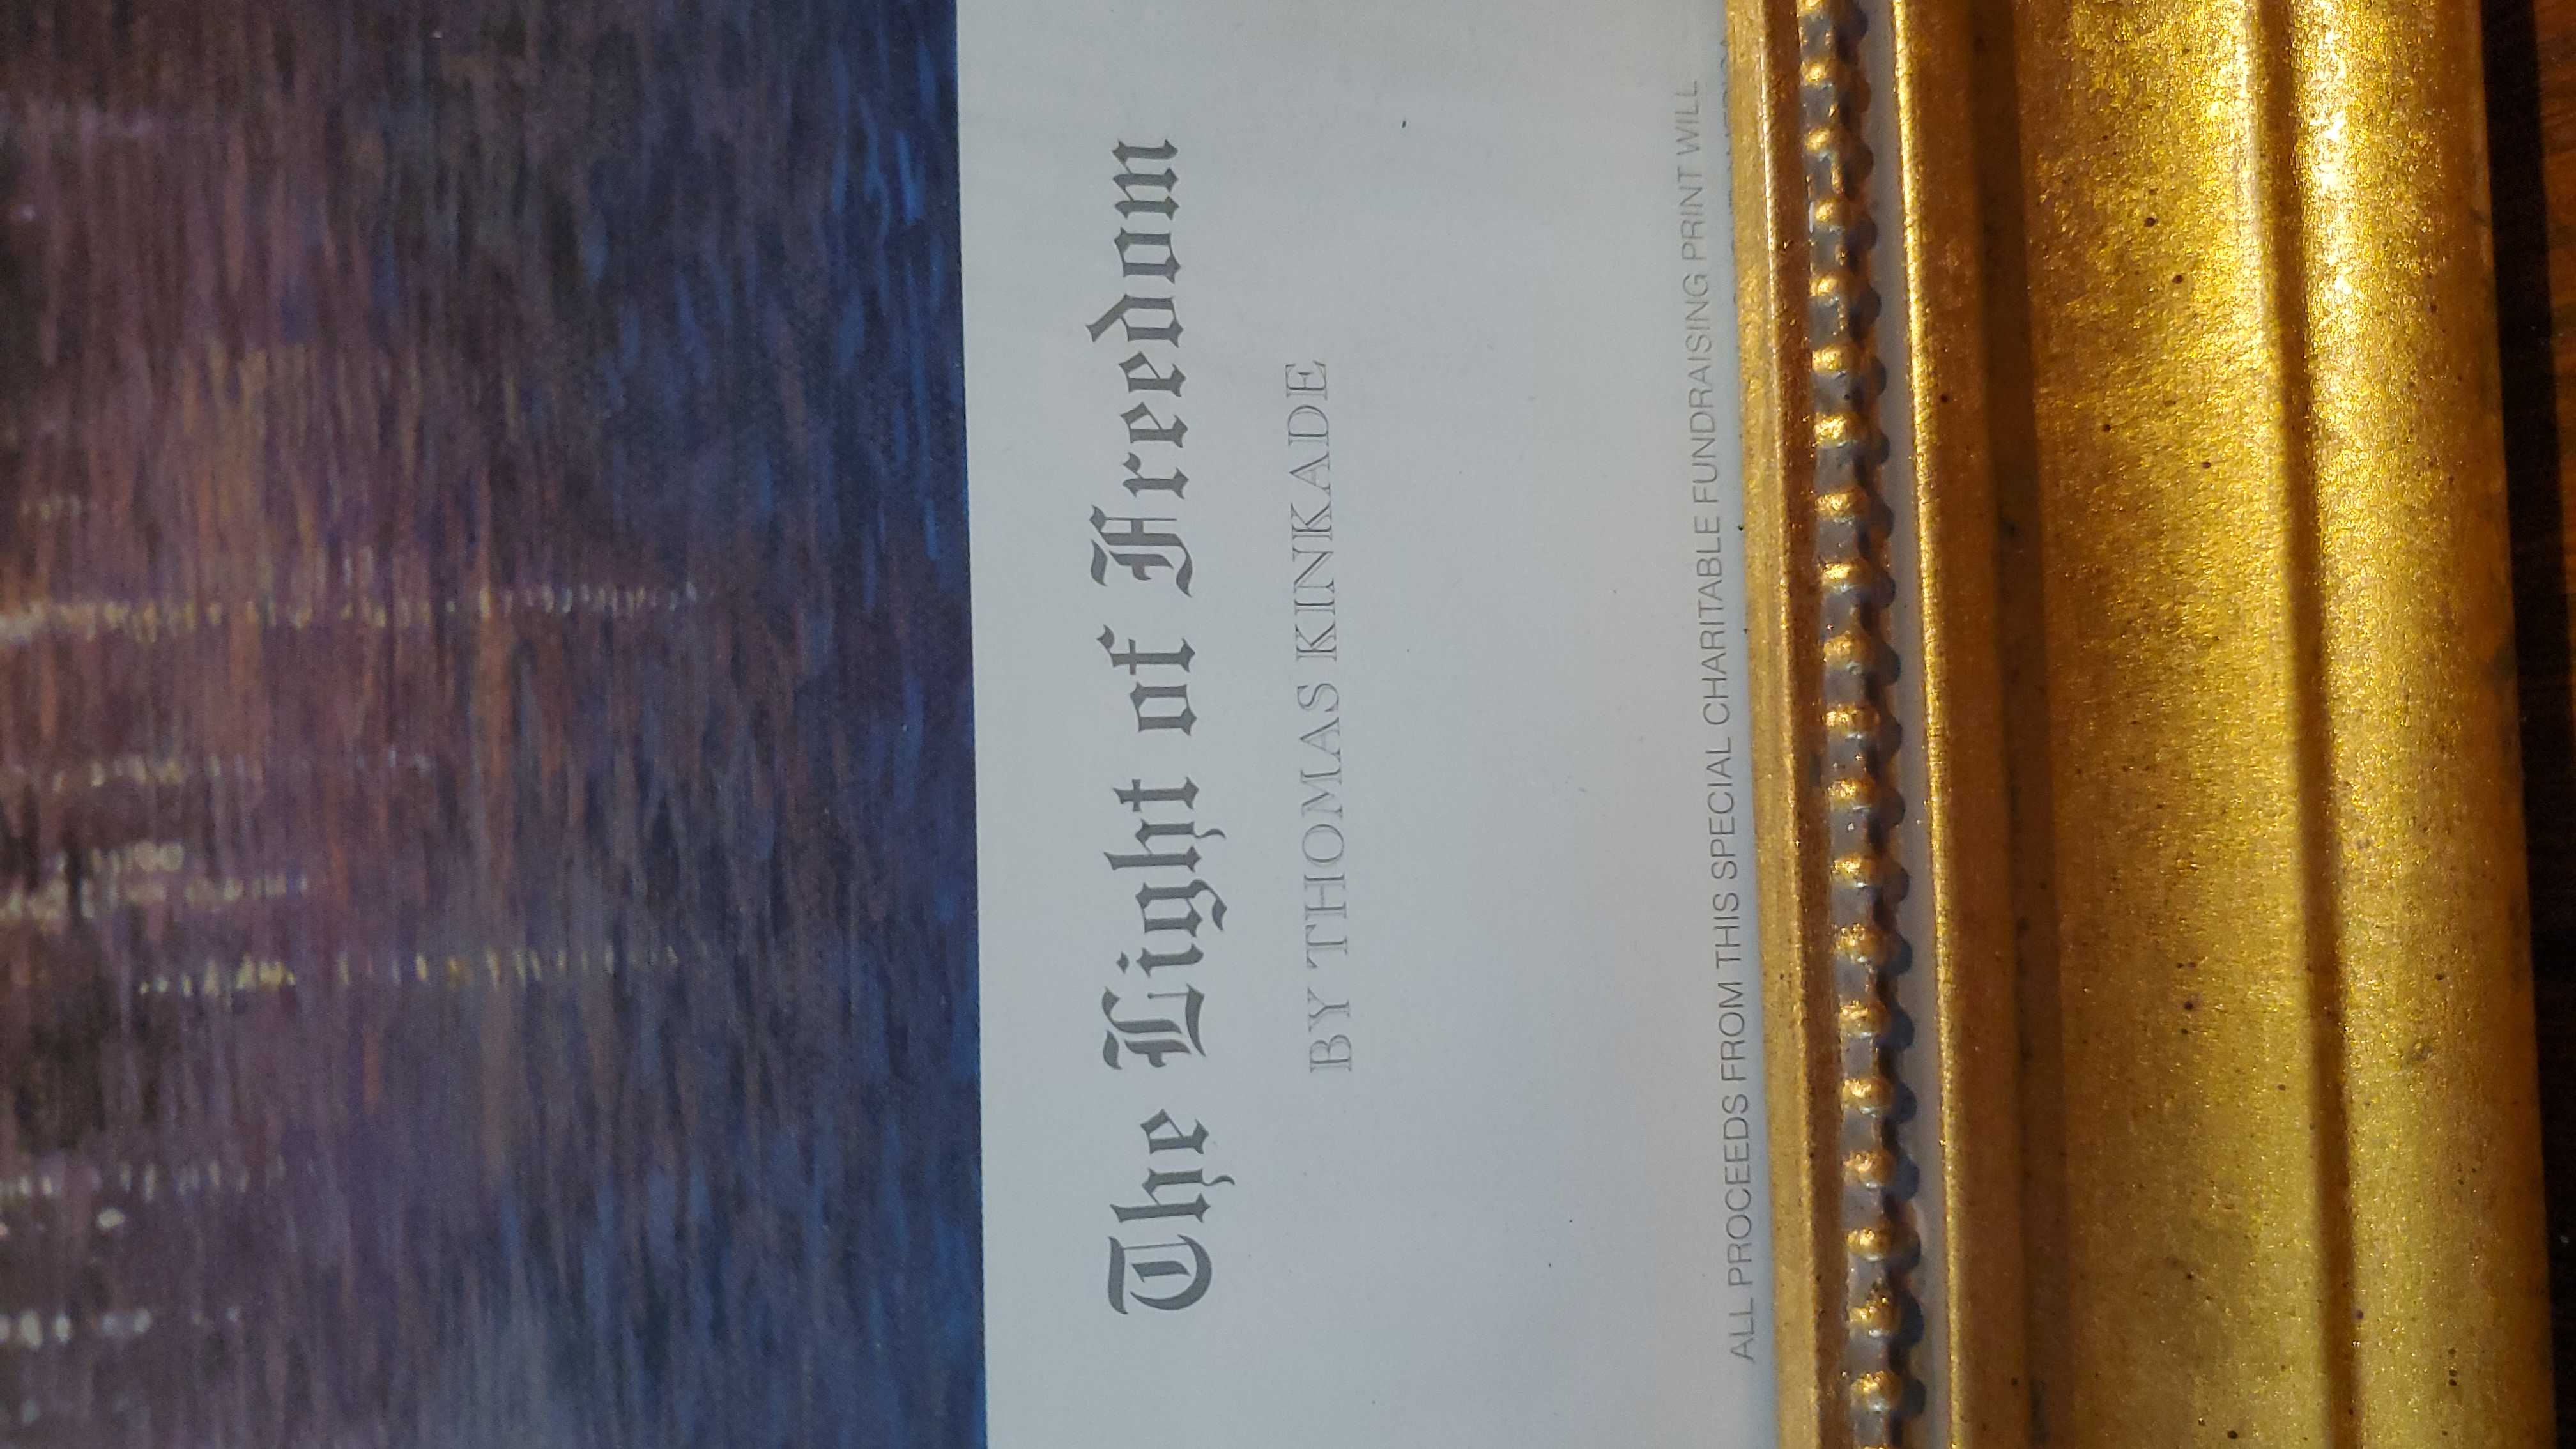 The Light of Freedom
BY THOMAS KINKADE
ALL PROCEEDS FROM THIS SPECIAL CHARITABLE FUNDRAISING PRINT WILL